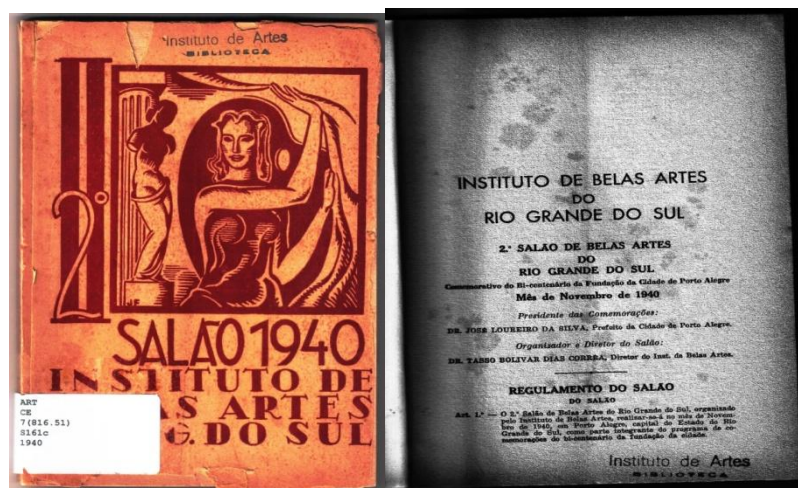 Instituto de Artes
BIBLIOTECA
2º
SALÃO 1940
INSTITUTO DE
AS ARTES
G. DO SUL
ART
CE
7(816.51)
S161c
1940
INSTITUTO DE BELAS ARTES
DO
RIO GRANDE DO SUL
2.º SALÃO DE BELAS ARTES
DO
RIO GRANDE DO SUL
Comemorativo do Bi-centenário da Fundação da Cidade de Porto Alegre
Mês de Novembro de 1940
Presidente das Comemorações:
DR. JOSÉ LOUREIRO DA SILVA, Prefeito da Cidade de Porto Alegre.
Organisador e Diretor do Salão:
DR. TASSO BOLIVAR DIAS CORRÊA, Diretor do Inst. da Belas Artes.
REGULAMENTO DO SALÃO
DO SALÃO
Art. 1.º — O 2.º Salão de Belas Artes do Rio Grande do Sul, organizado
pelo Instituto de Belas Artes, realizar-se-á no mês de Novem-
bro de 1940, em Porto Alegre, capital do Estado do Rio
Grande do Sul, como parte integrante do programa de co-
memorações do bi-centenário da fundação da cidade.
Instituto de Artes
BIBLIOTECA